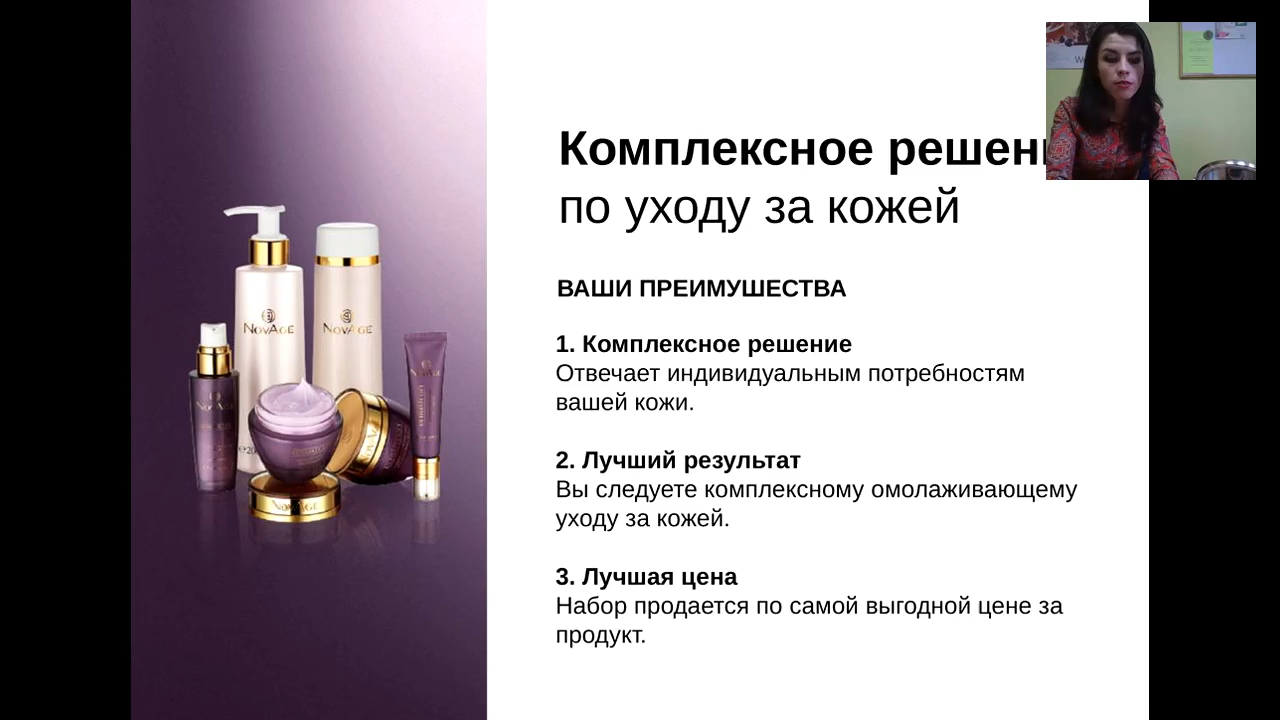 Комплексное решен
по уходу за кожей
ВАШИ ПРЕИМУШЕСТВА
1. Комплексное решение
Отвечает индивидуальным потребностям
вашей кожи.
2. Лучший результат
Вы следуете комплексному омолаживающему
уходу за кожей.
3. Лучшая цена
Набор продается по самой выгодной цене за
продукт.
NOVAGE
NOVAGE
NOVAGE
NOVAGE